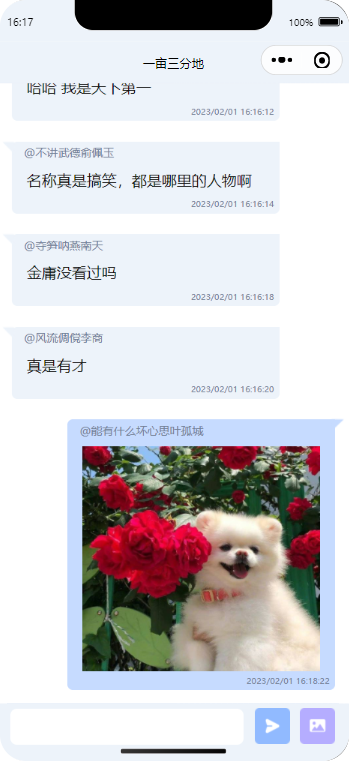 16:17
100%
一亩三分地
哈哈 我是天下第一
2023/02/01 16:16:12
@不讲武德俞佩玉
名称真是搞笑，都是哪里的人物啊
2023/02/01 16:16:14
@夺笋呐燕南天
金庸没看过吗
2023/02/01 16:16:18
@风流倜傥李商
真是有才
2023/02/01 16:16:20
@能有什么坏心思叶孤城
2023/02/01 16:18:22